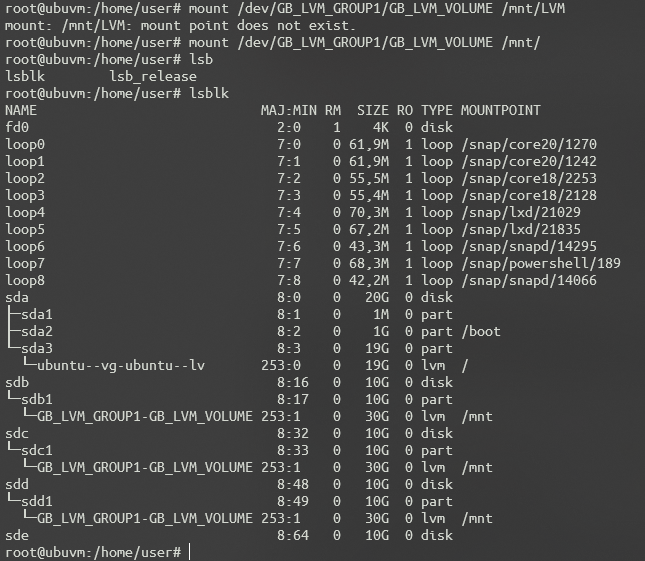 root@ubuvm:/home/user# mount /dev/GB_LVM_GROUP1/GB_LVM_VOLUME /mnt/LVM
mount: /mnt/LVM: mount point does not exist.
root@ubuvm:/home/user# mount /dev/GB_LVM_GROUP1/GB_LVM_VOLUME /mnt/
root@ubuvm:/home/user# lsb
lsblk        lsb_release
root@ubuvm:/home/user# lsblk
NAME                            MAJ:MIN RM   SIZE RO TYPE MOUNTPOINT
fd0                               2:0    1     4K  0 disk
loop0                             7:0    0  61,9M  1 loop /snap/core20/1270
loop1                             7:1    0  61,9M  1 loop /snap/core20/1242
loop2                             7:2    0  55,5M  1 loop /snap/core18/2253
loop3                             7:3    0  55,4M  1 loop /snap/core18/2128
loop4                             7:4    0  70,3M  1 loop /snap/lxd/21029
loop5                             7:5    0  67,2M  1 loop /snap/lxd/21835
loop6                             7:6    0  43,3M  1 loop /snap/snapd/14295
loop7                             7:7    0  68,3M  1 loop /snap/powershell/189
loop8                             7:8    0  42,2M  1 loop /snap/snapd/14066
sda                               8:0    0    20G  0 disk
├─sda1                            8:1    0     1M  0 part
├─sda2                            8:2    0     1G  0 part /boot
└─sda3                            8:3    0    19G  0 part
  └─ubuntu--vg-ubuntu--lv       253:0    0    19G  0 lvm  /
sdb                               8:16   0    10G  0 disk
└─sdb1                            8:17   0    10G  0 part
  └─GB_LVM_GROUP1-GB_LVM_VOLUME 253:1    0    30G  0 lvm  /mnt
sdc                               8:32   0    10G  0 disk
└─sdc1                            8:33   0    10G  0 part
  └─GB_LVM_GROUP1-GB_LVM_VOLUME 253:1    0    30G  0 lvm  /mnt
sdd                               8:48   0    10G  0 disk
└─sdd1                            8:49   0    10G  0 part
  └─GB_LVM_GROUP1-GB_LVM_VOLUME 253:1    0    30G  0 lvm  /mnt
sde                               8:64   0    10G  0 disk
root@ubuvm:/home/user#